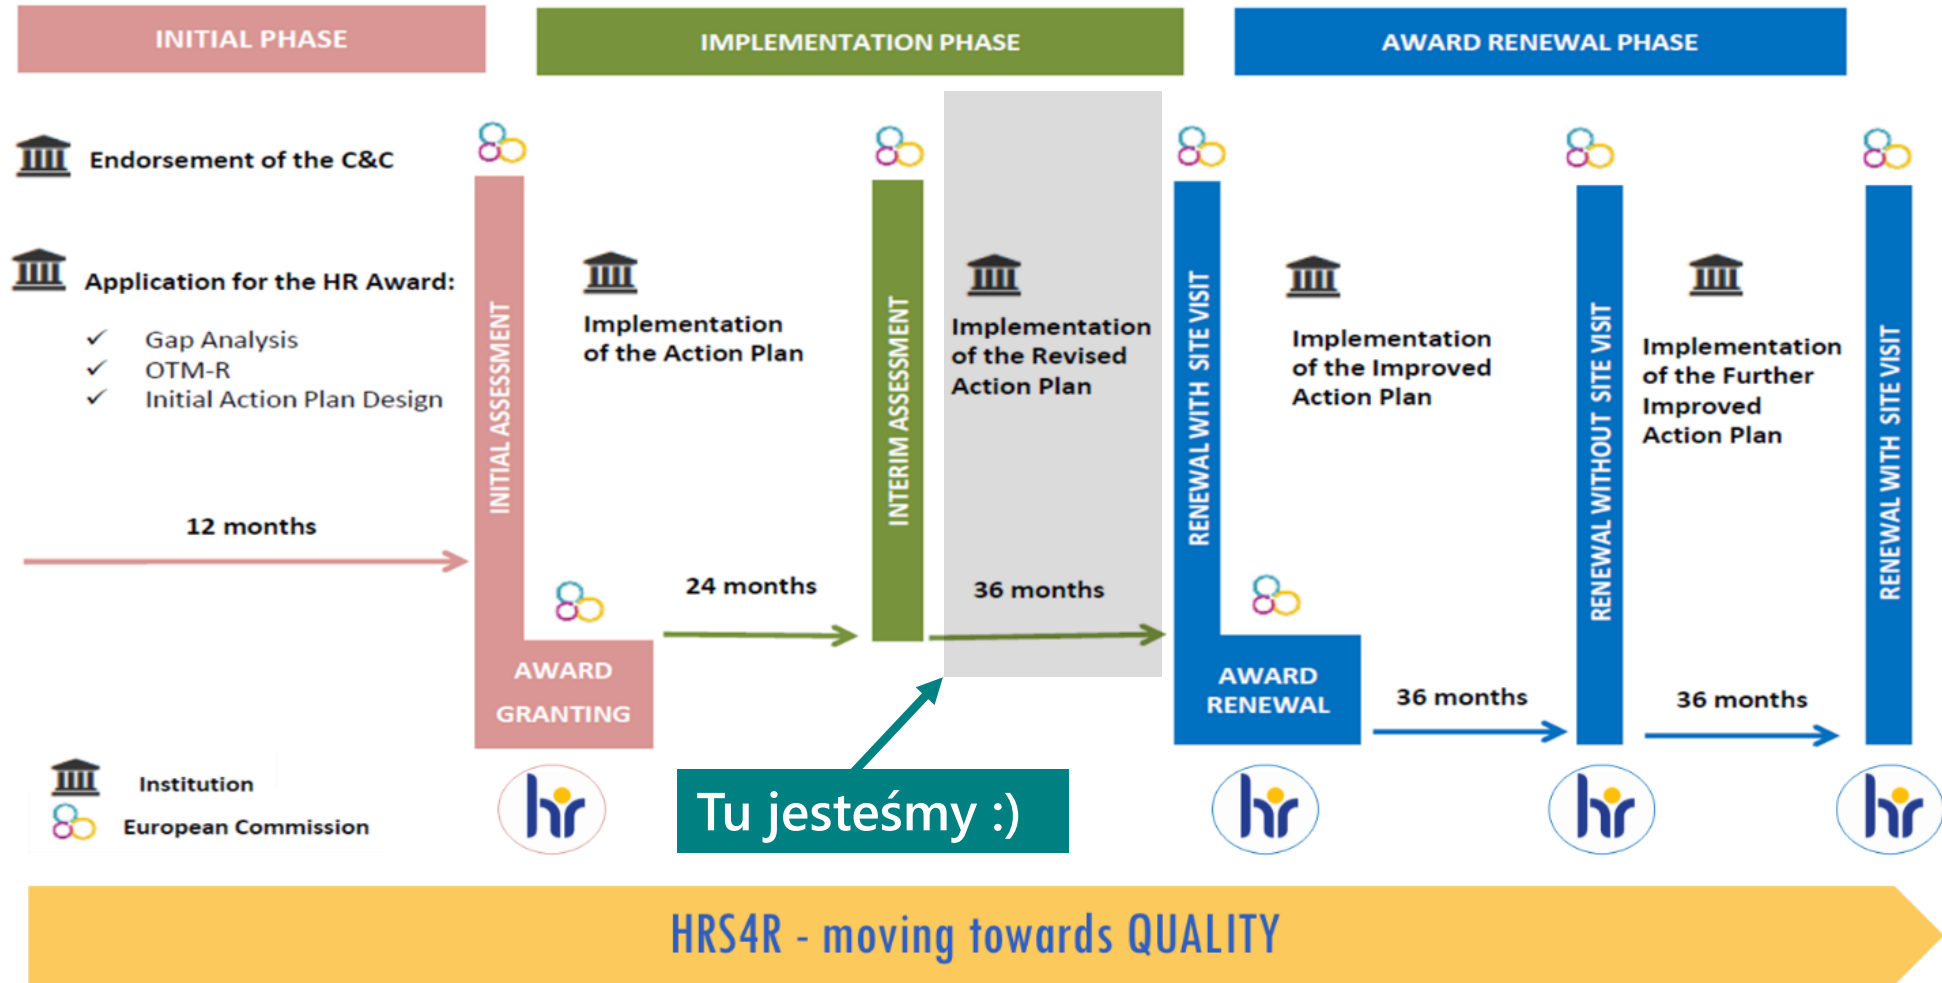 INITIAL PHASE
IMPLEMENTATION PHASE
AWARD RENEWAL PHASE
Endorsement of the C&C
Application for the HR Award:
✓ Gap Analysis
✓ OTM-R
✓ Initial Action Plan Design
12 months
INITIAL ASSESSMENT
AWARD
GRANTING
Implementation
of the Action Plan
24 months
INTERIM ASSESSMENT
Implementation
of the Revised
Action Plan
36 months
RENEWAL WITH SITE VISIT
AWARD
RENEWAL
Implementation
of the Improved
Action Plan
36 months
RENEWAL WITHOUT SITE VISIT
Implementation
of the Further
Improved
Action Plan
36 months
RENEWAL WITH SITE VISIT
Institution
European Commission
hr
Tu jesteśmy :)
hr
hr
hr
HRS4R - moving towards QUALITY